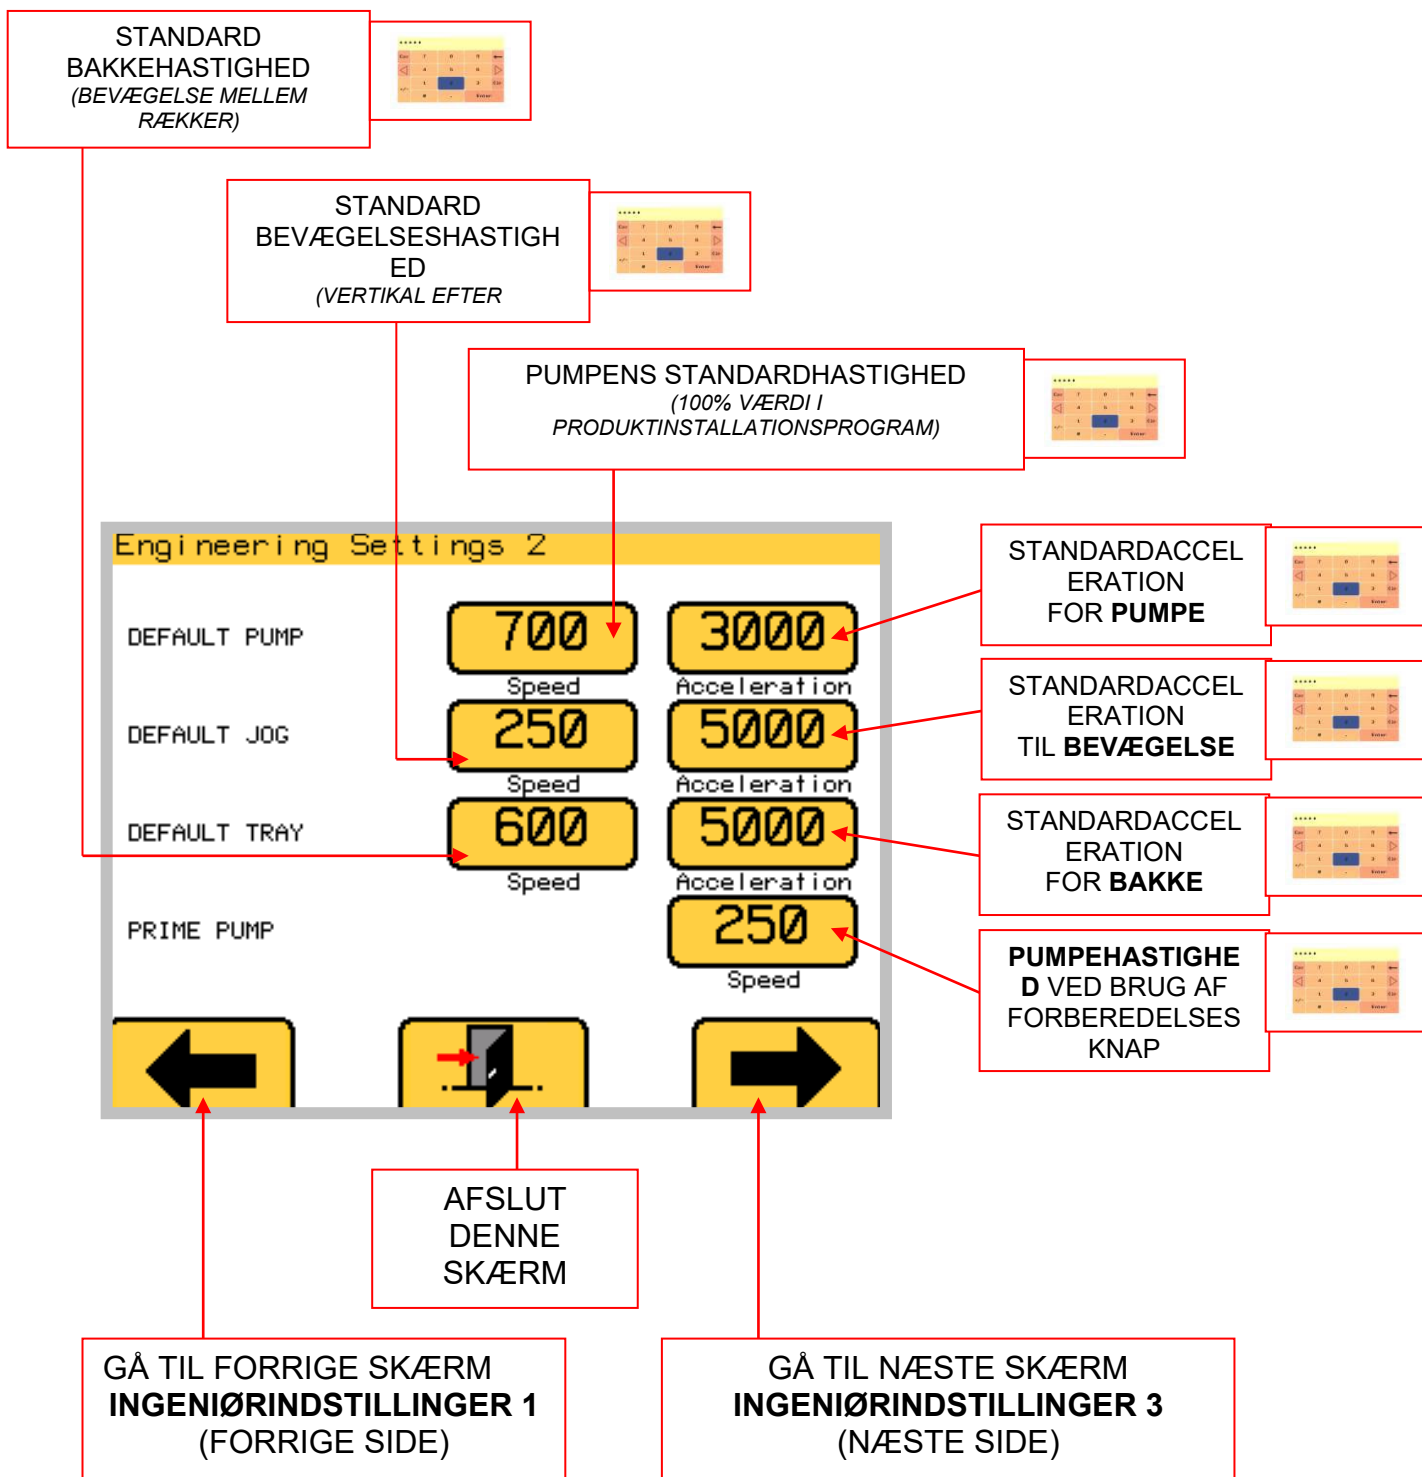 STANDARD
BAKKEHASTIGHED
(BEVÆGELSE MELLEM
RÆKKER)
STANDARD
BEVÆGELSESHASTIGH
ED
(VERTIKAL EFTER
PUMPENS STANDARDHASTIGHED
(100% VÆRDI I
PRODUKTINSTALLATIONSPROGRAM)
Engineering Settings 2
DEFAULT PUMP
700
3000
Speed
Acceleration
DEFAULT JOG
250
5000
Speed
Acceleration
DEFAULT TRAY
600
5000
Speed
Acceleration
PRIME PUMP
250
Speed
STANDARDACCEL
ERATION
FOR PUMPE
STANDARDACCEL
ERATION
TIL BEVÆGELSE
STANDARDACCEL
ERATION
FOR BAKKE
PUMPEHASTIGHE
D VED BRUG AF
FORBEREDELSES
KNAP
AFSLUT
DENNE
SKÆRM
GÅ TIL FORRIGE SKÆRM
INGENIØRINDSTILLINGER 1
(FORRIGE SIDE)
GÅ TIL NÆSTE SKÆRM
INGENIØRINDSTILLINGER 3
(NÆSTE SIDE)